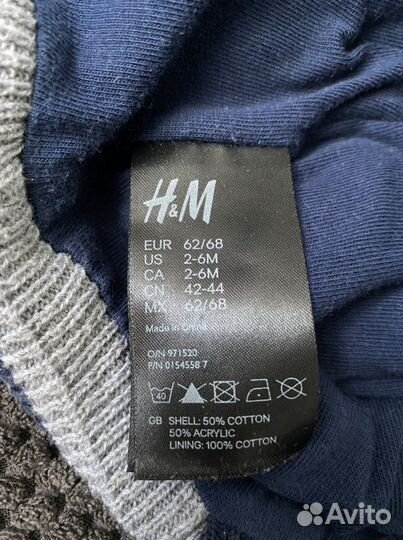 H&M
EUR 62/68
US 2-6M
CA 2-6M
CN 42-44
MX 62/68
Made in China
O/N 971520
P/N 015455B 7
40
GB SHELL: 50% COTTON
50% ACRYLIC
LINING: 100% COTTON
Avito